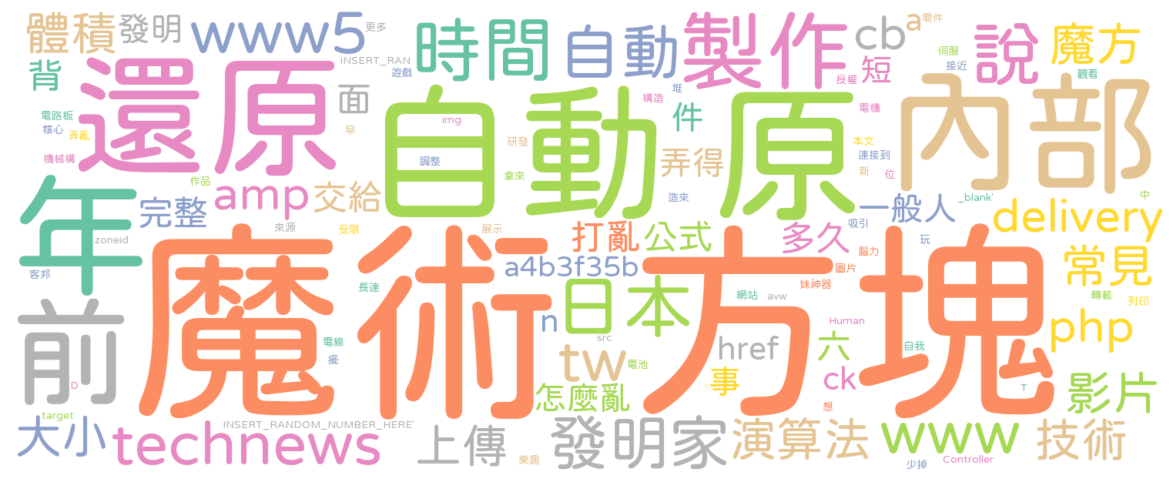 體積
發明
www5
更多
時間
自動
製作
cb
a
零件
說
魔方
背
還原
INSERT_RAN
遊戲
堆
授權
短
伺服
接近
觀看
內部
面
自動原
img
構造
件
電機
電路板
核心
弄亂
機械構
早
調整
研發
弄得
本文
連接到
新
位
年
作品
amp
交給
拿來
造來
一般人
_blank'
中
delivery
完整
來源
受限
展示
打亂
公式
多久
吸引
玩
zoneid
客邦
魔術方塊
a4b3f35b
腦力
圖片
常見
長達
日本
妹神器
網站
avw
轉載
列印
前
n
src
Human
php
電線
擺
tw
電池
href
六
自我
D
事
ck
T
target
怎麼亂
想
影片
大小
technews
INSERT_RANDOM_NUMBER_HERE'
上傳
樂趣
發明家
演算法
www
少掉
Controller
技術